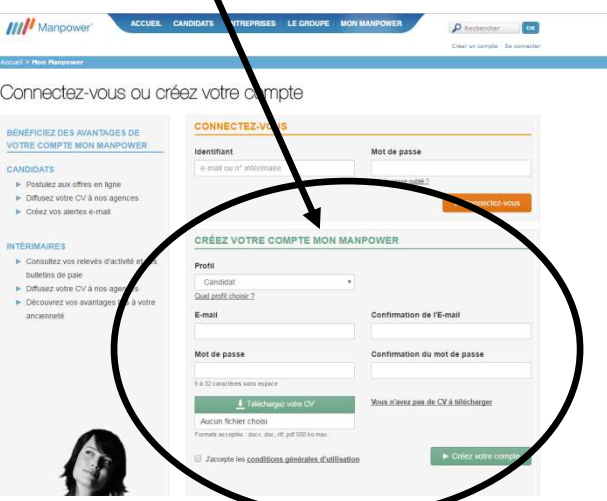 Manpower
ACCUEIL CANDIDATS ENTREPRISES LE GROUPE MON MANPOWER
Rechercher OK
Créer un compte Se connecter
Accueil > Mon Manpower
Connectez-vous ou créez votre compte
BÉNÉFICIEZ DES AVANTAGES DE
VOTRE COMPTE MON MANPOWER
CANDIDATS
Postulez aux offres en ligne
Diffusez votre CV à nos agences
Créez vos alertes e-mail
INTÉRIMAIRES
Consultez vos relevés d'activité et
bulletins de paie
Diffusez votre CV à nos agences
Découvrez vos avantages liés à votre
ancienneté
CONNECTEZ-VOUS
Identifiant Mot de passe
e-mail ou n° intérimaire
oublié ?
Connectez-vous
CRÉEZ VOTRE COMPTE MON MANPOWER
Profil
Candidat
Quel profil choisir ?
E-mail Confirmation de l'E-mail
Mot de passe Confirmation du mot de passe
6 à 32 caractères sans espace
Téléchargez votre CV Vous n'avez pas de CV à télécharger
Aucun fichier choisi
Formats acceptés : docx, doc, rtf, pdf 500 ko max.
J'accepte les conditions générales d'utilisation
Créez votre compte